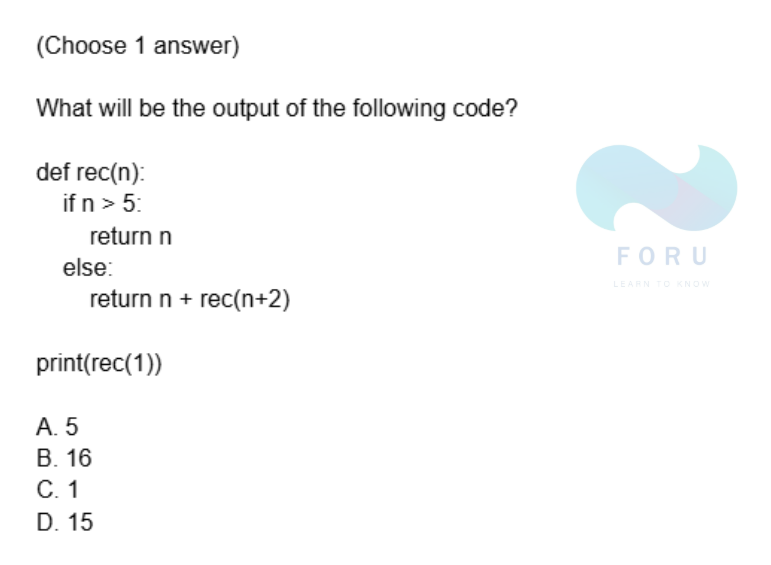 (Choose 1 answer)
What will be the output of the following code?
def rec(n):
if n > 5:
return n
else:
return n + rec(n+2)
print(rec(1))
A. 5
B. 16
C. 1
D. 15
FORU
LEARN TO KNOW